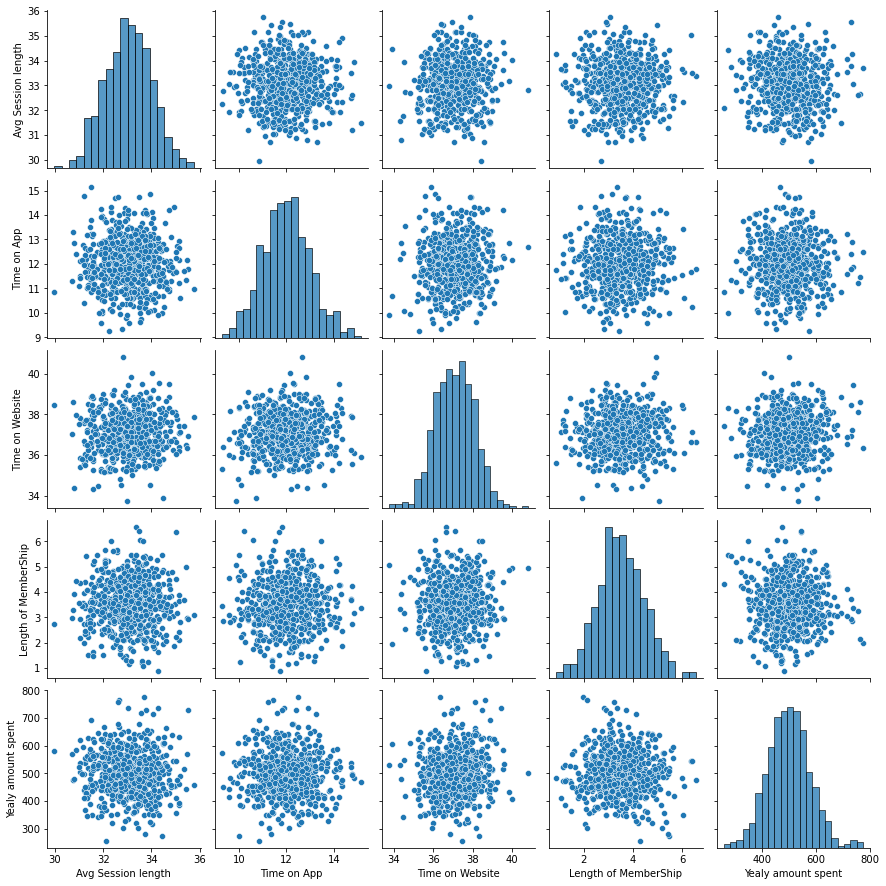 36
35
34
33
32
31
30
Avg Session length
15
14
13
12
11
10
9
Time on App
40
38
36
34
Time on Website
6
5
4
3
2
1
Length of MemberShip
800
700
600
500
400
300
Yealy amount spent
30 32 34 36
10 12 14
34 36 38 40
2 4 6
400 600 800
Avg Session length
Time on App
Time on Website
Length of MemberShip
Yealy amount spent